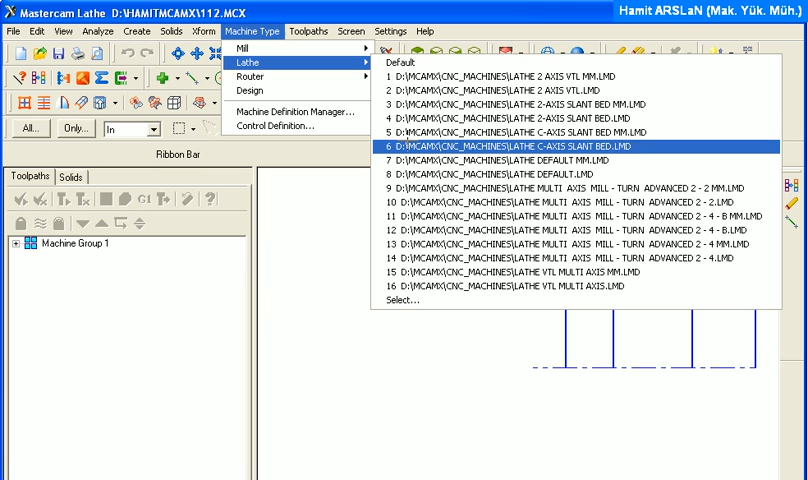 Mastercam Lathe D:\HAMITMCAMX\112.MCX
Hamit ARSLaN (Mak. Yük. Müh.)
File Edit View Analyze Create Solids Xform Machine Type Toolpaths Screen Settings Help
Mill
Lathe
Router
Design
Machine Definition Manager...
Control Definition...
Default
1 D:\MCAMX\CNC_MACHINES\LATHE 2 AXIS VTL MM.LMD
2 D:\MCAMX\CNC_MACHINES\LATHE 2 AXIS VTL.LMD
3 D:\MCAMX\CNC_MACHINES\LATHE 2-AXIS SLANT BED MM.LMD
4 D:\MCAMX\CNC_MACHINES\LATHE 2-AXIS SLANT BED.LMD
5 D:\MCAMX\CNC_MACHINES\LATHE C-AXIS SLANT BED MM.LMD
6 D:\MCAMX\CNC_MACHINES\LATHE C-AXIS SLANT BED.LMD
7 D:\MCAMX\CNC_MACHINES\LATHE DEFAULT MM.LMD
8 D:\MCAMX\CNC_MACHINES\LATHE DEFAULT.LMD
9 D:\MCAMX\CNC_MACHINES\LATHE MULTI AXIS MILL - TURN ADVANCED 2 - 2 MM.LMD
10 D:\MCAMX\CNC_MACHINES\LATHE MULTI AXIS MILL - TURN ADVANCED 2 - 2.LMD
11 D:\MCAMX\CNC_MACHINES\LATHE MULTI AXIS MILL - TURN ADVANCED 2 - 4 - B MM.LMD
12 D:\MCAMX\CNC_MACHINES\LATHE MULTI AXIS MILL - TURN ADVANCED 2 - 4 - B.LMD
13 D:\MCAMX\CNC_MACHINES\LATHE MULTI AXIS MILL - TURN ADVANCED 2 - 4 MM.LMD
14 D:\MCAMX\CNC_MACHINES\LATHE MULTI AXIS MILL - TURN ADVANCED 2 - 4.LMD
15 D:\MCAMX\CNC_MACHINES\LATHE VTL MULTI AXIS MM.LMD
16 D:\MCAMX\CNC_MACHINES\LATHE VTL MULTI AXIS.LMD
Select...
All... Only... In
Ribbon Bar
Toolpaths Solids
G1
Machine Group 1